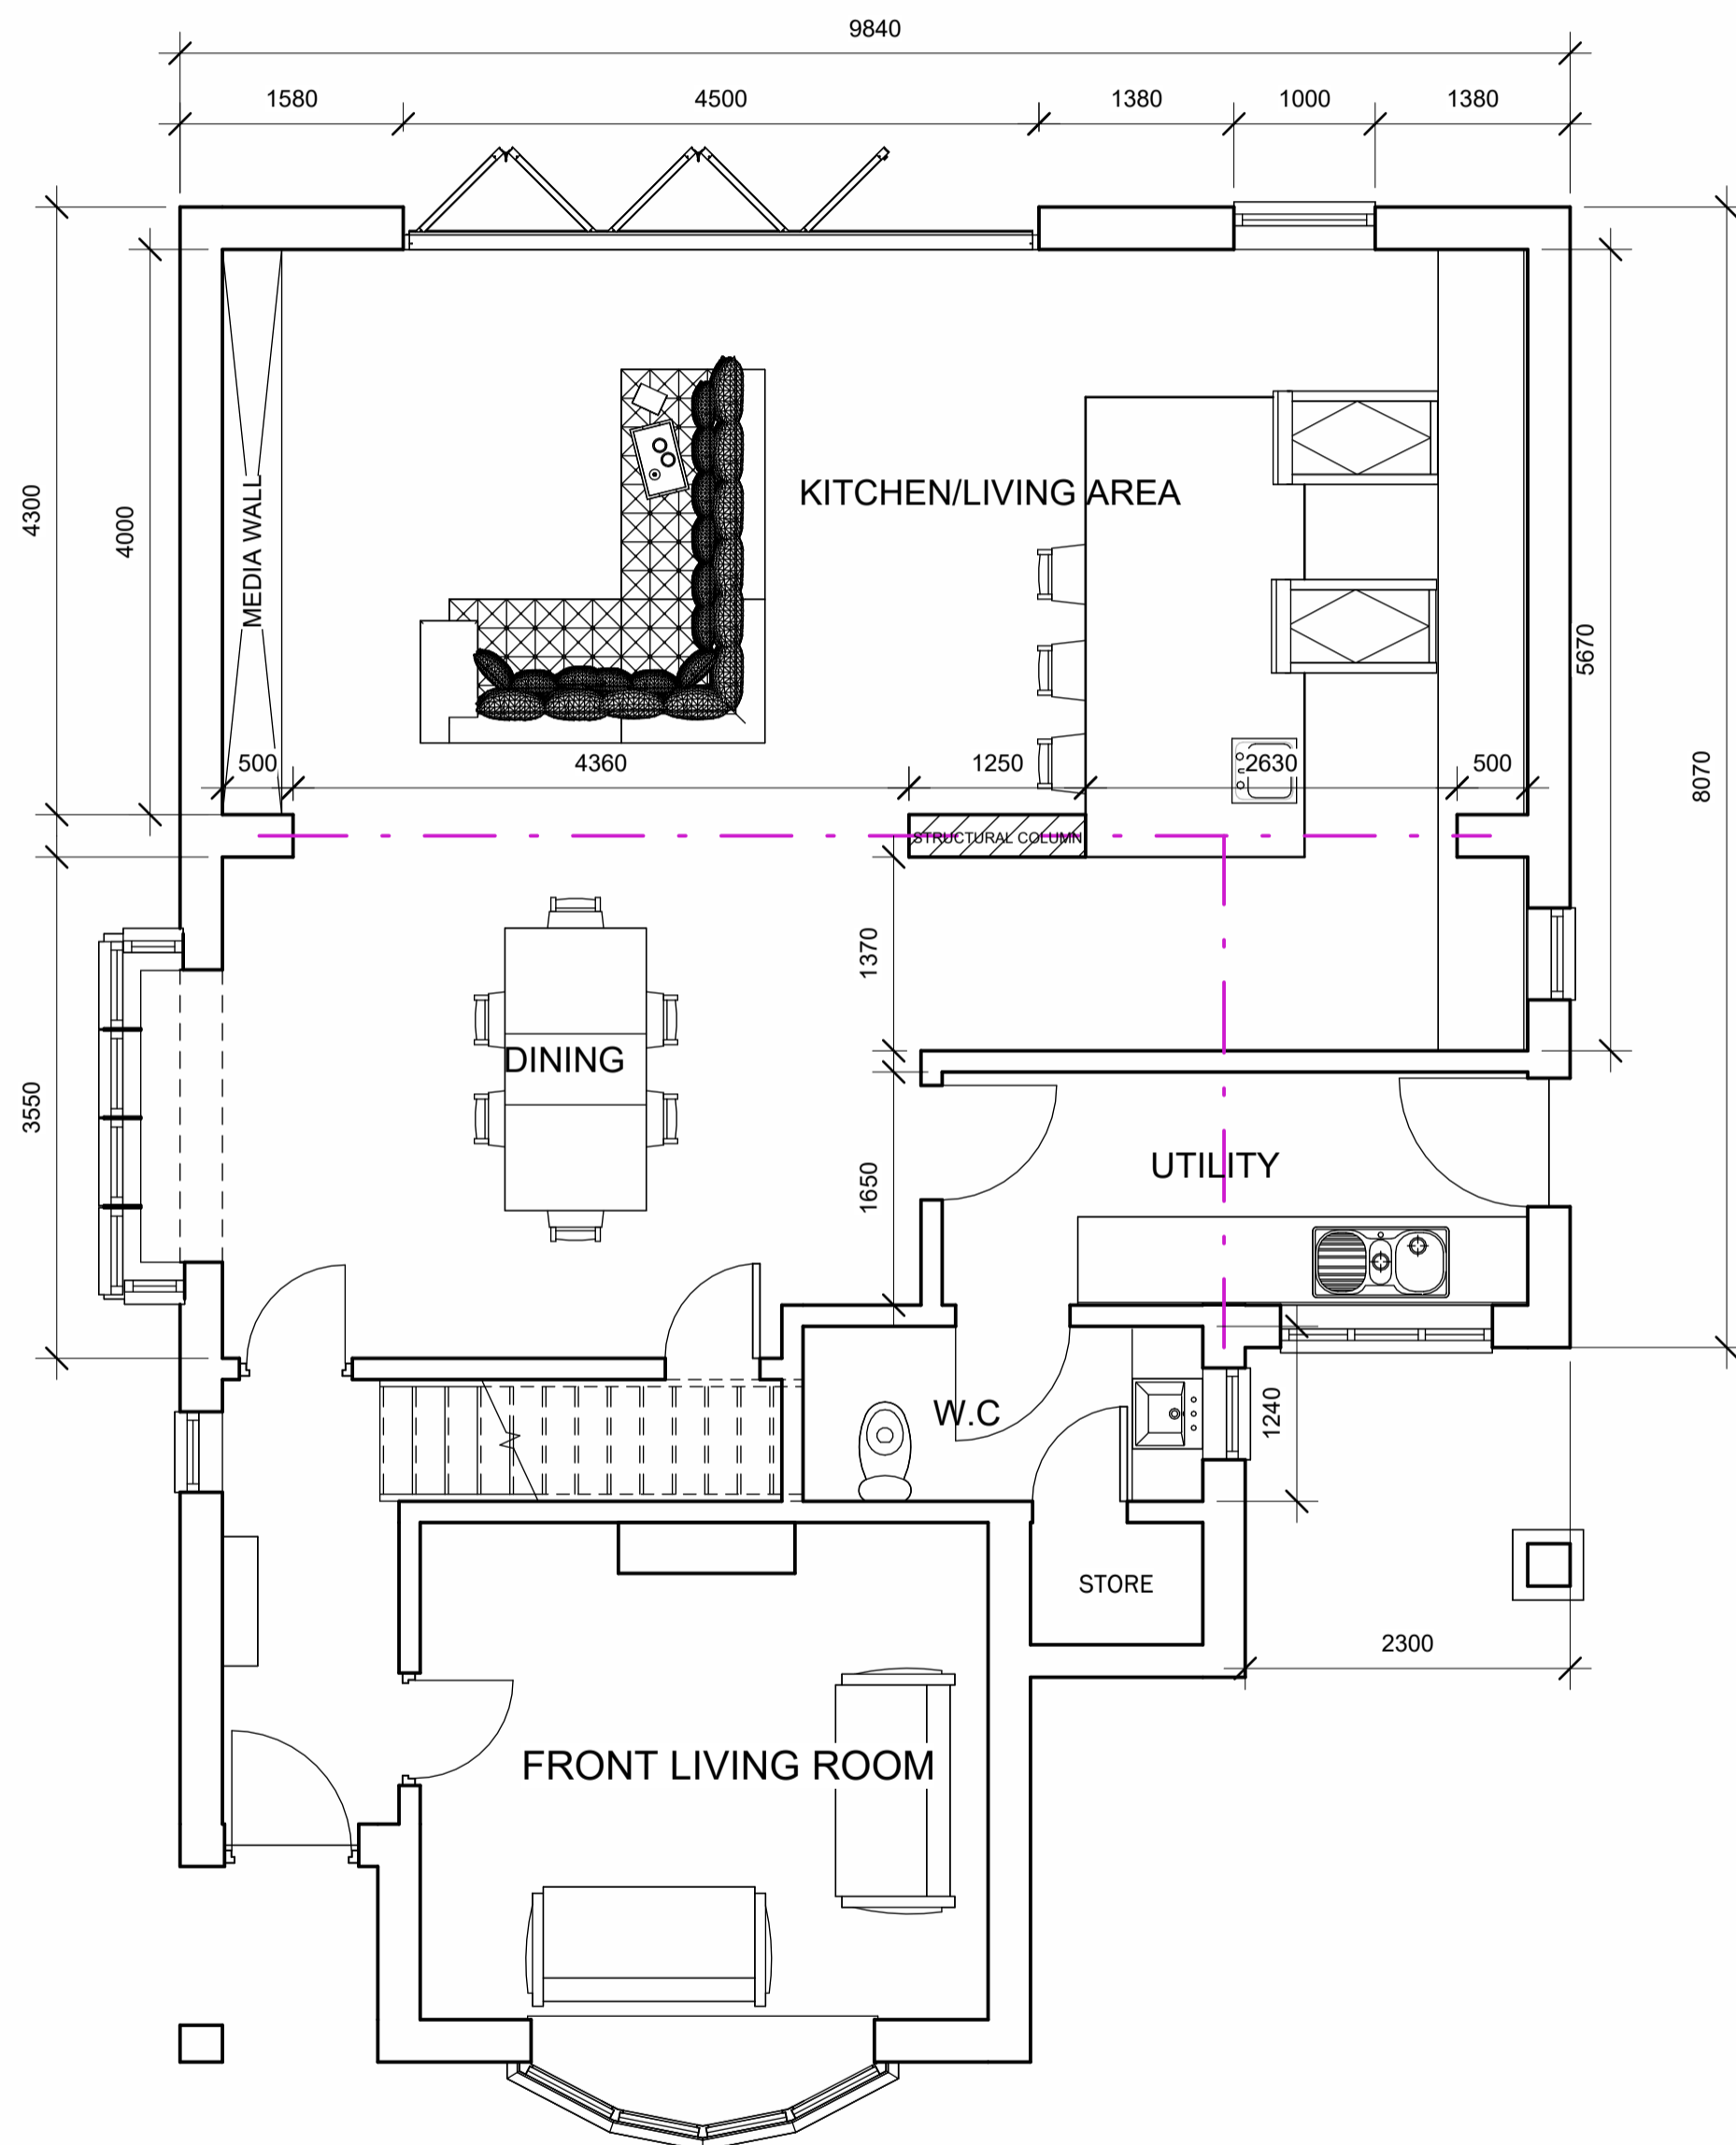 9840
1580
4500
1380
1000
1380
4300
4000
MEDIA WALL
KITCHEN/LIVING AREA
5670
8070
500
4360
1250
2630
500
STRUCTURAL COLUMN
1370
3550
DINING
1650
UTILITY
W.C
1240
STORE
2300
FRONT LIVING ROOM